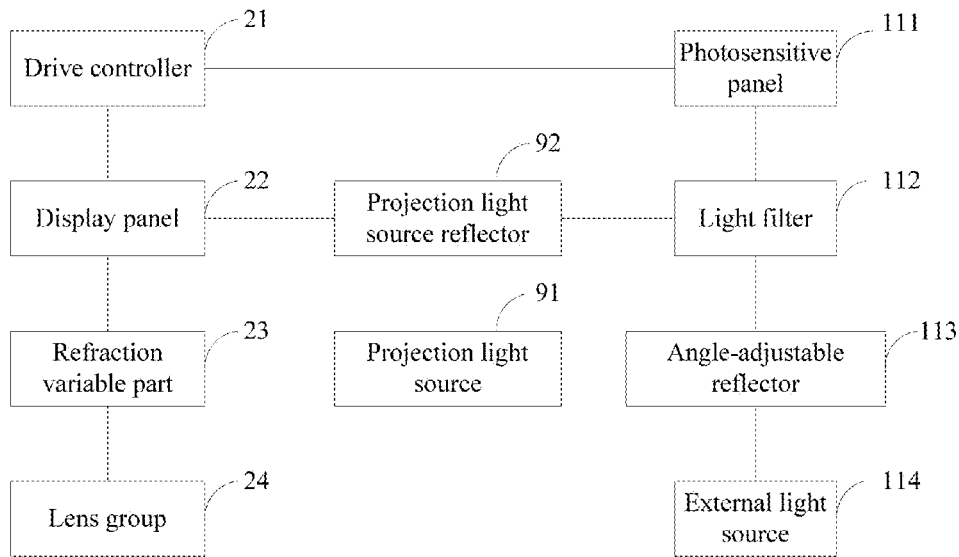 21
111
Drive controller
Photosensitive
panel
92
22
112
Display panel
Projection light
source reflector
Light filter
91
23
113
Refraction
variable part
Projection light
source
Angle-adjustable
reflector
24
114
Lens group
External light
source